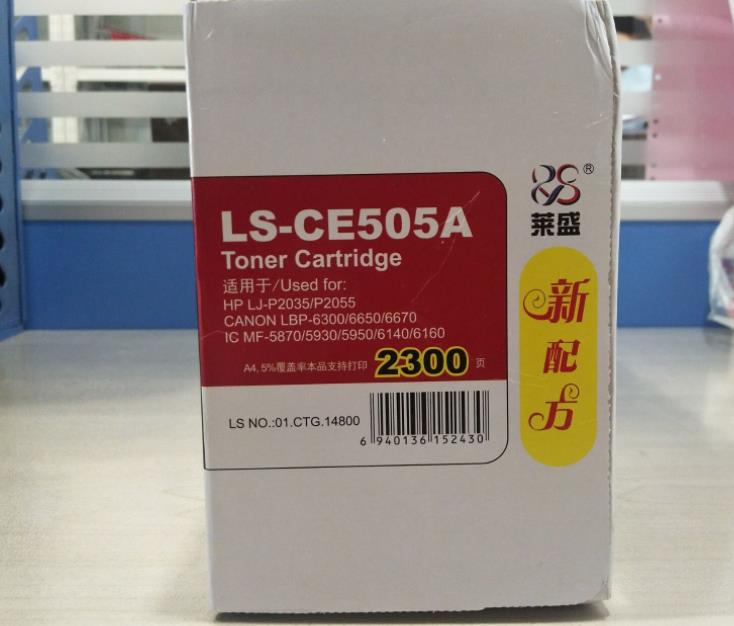 LS-CE505A
Toner Cartridge
适用于/Used for:
HP LJ-P2035/P2055
CANON LBP-6300/6650/6670
IC MF-5870/5930/5950/6140/6160
A4, 5%覆盖率本品支持打印 2300 页
LS NO.:01.CTG.14800
6 940136 152430
®
莱盛
新配方